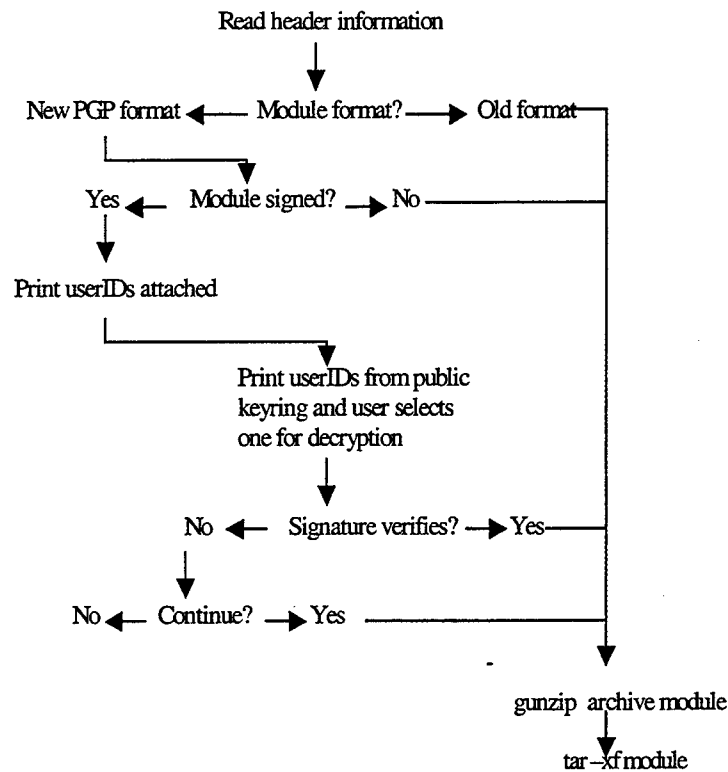 Read header information
New PGP format
Module format?
Old format
Yes
Module signed?
No
Print userIDs attached
Print userIDs from public
keyring and user selects
one for decryption
No
Signature verifies?
Yes
No
Continue?
Yes
gunzip archive module
tar –xf module